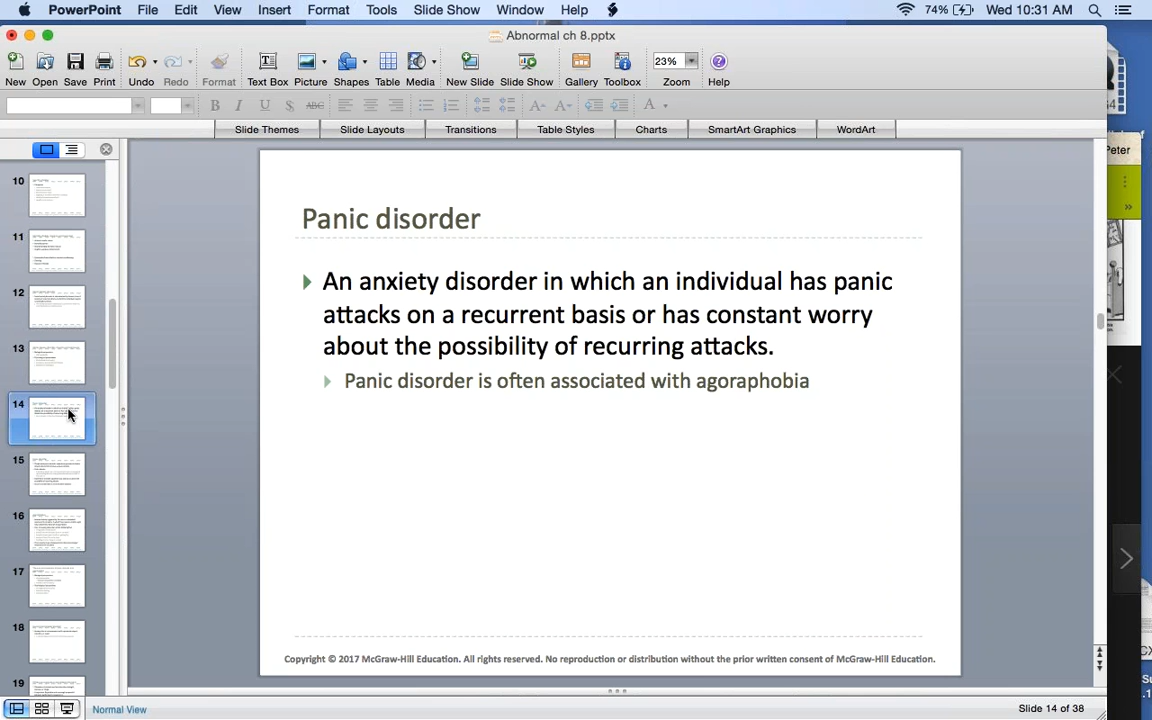 PowerPoint File Edit View Insert Format Tools Slide Show Window Help 74% Wed 10:31 AM
Abnormal ch 8.pptx
New Open Save Print Undo Redo Format Text Box Picture Shapes Table Media New Slide Slide Show Gallery Toolbox 23% Zoom Help
B I U S ABC A A A
Slide Themes Slide Layouts Transitions Table Styles Charts SmartArt Graphics WordArt
Peter
10
11
12
13
14
15
16
17
18
19
Panic disorder
An anxiety disorder in which an individual has panic
attacks on a recurrent basis or has constant worry
about the possibility of recurring attacks.
Panic disorder is often associated with agoraphobia
Copyright © 2017 McGraw-Hill Education. All rights reserved. No reproduction or distribution without the prior written consent of McGraw-Hill Education.
Normal View
Slide 14 of 38